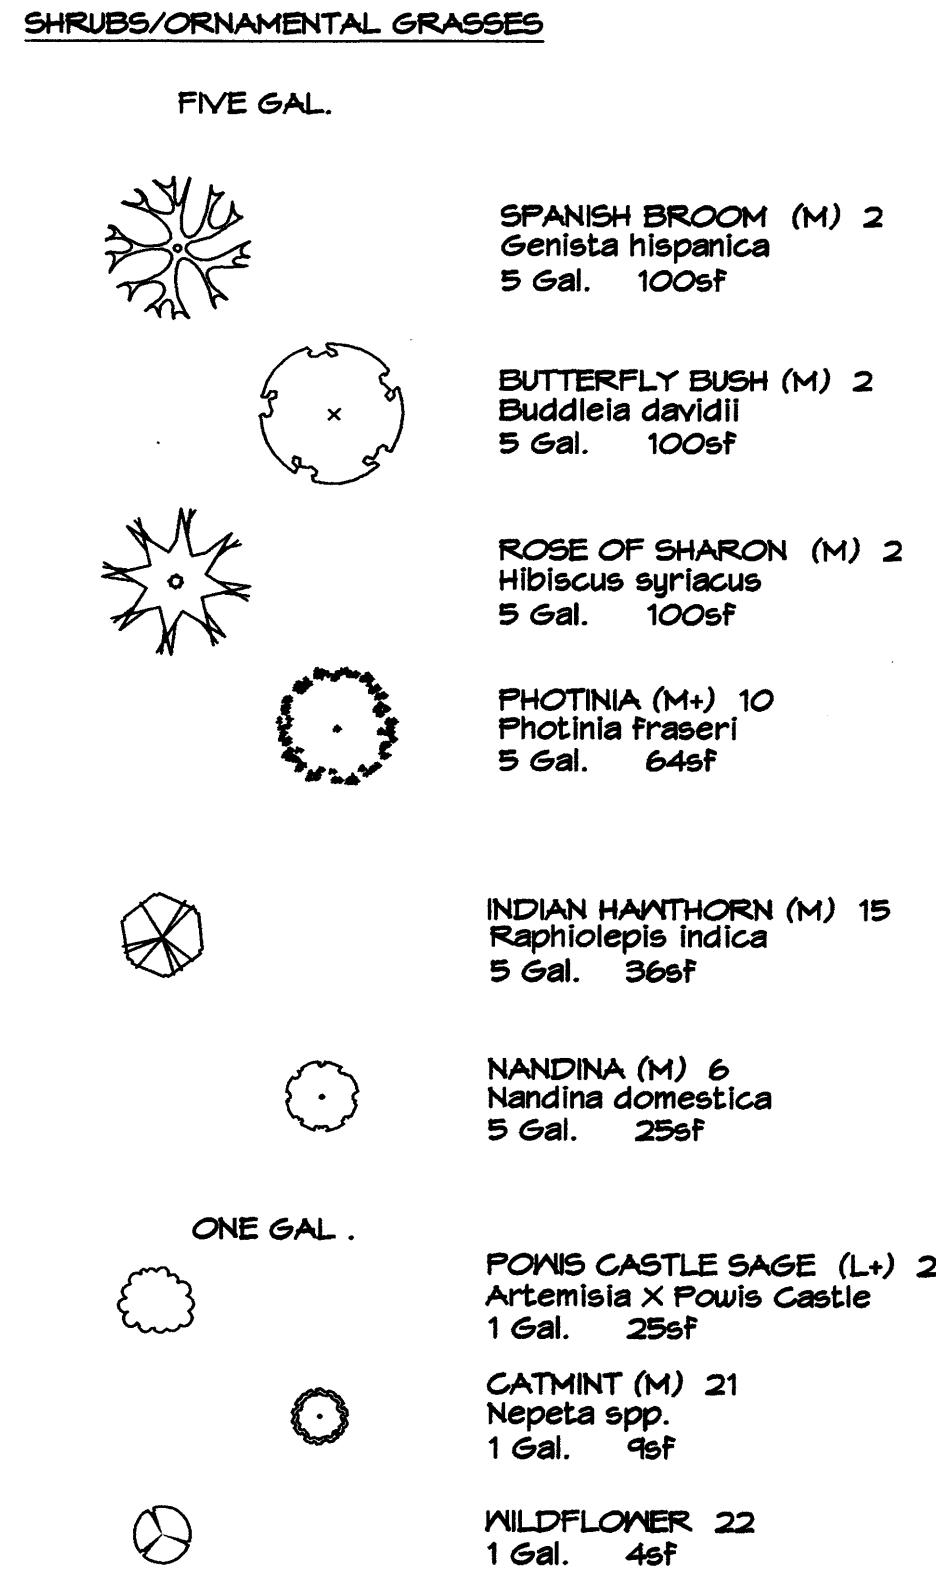 SHRUBS/ORNAMENTAL GRASSES
FIVE GAL.
SPANISH BROOM (M) 2
Genista hispanica
5 Gal. 100sf
BUTTERFLY BUSH (M) 2
Buddleia davidii
5 Gal. 100sf
ROSE OF SHARON (M) 2
Hibiscus syriacus
5 Gal. 100sf
PHOTINIA (M+) 10
Photinia fraseri
5 Gal. 64sf
INDIAN HAWTHORN (M) 15
Raphiolepis indica
5 Gal. 36sf
NANDINA (M) 6
Nandina domestica
5 Gal. 25sf
ONE GAL .
POWIS CASTLE SAGE (L+) 2
Artemisia X Powis Castle
1 Gal. 25sf
CATMINT (M) 21
Nepeta spp.
1 Gal. 9sf
WILDFLOWER 22
1 Gal. 4sf